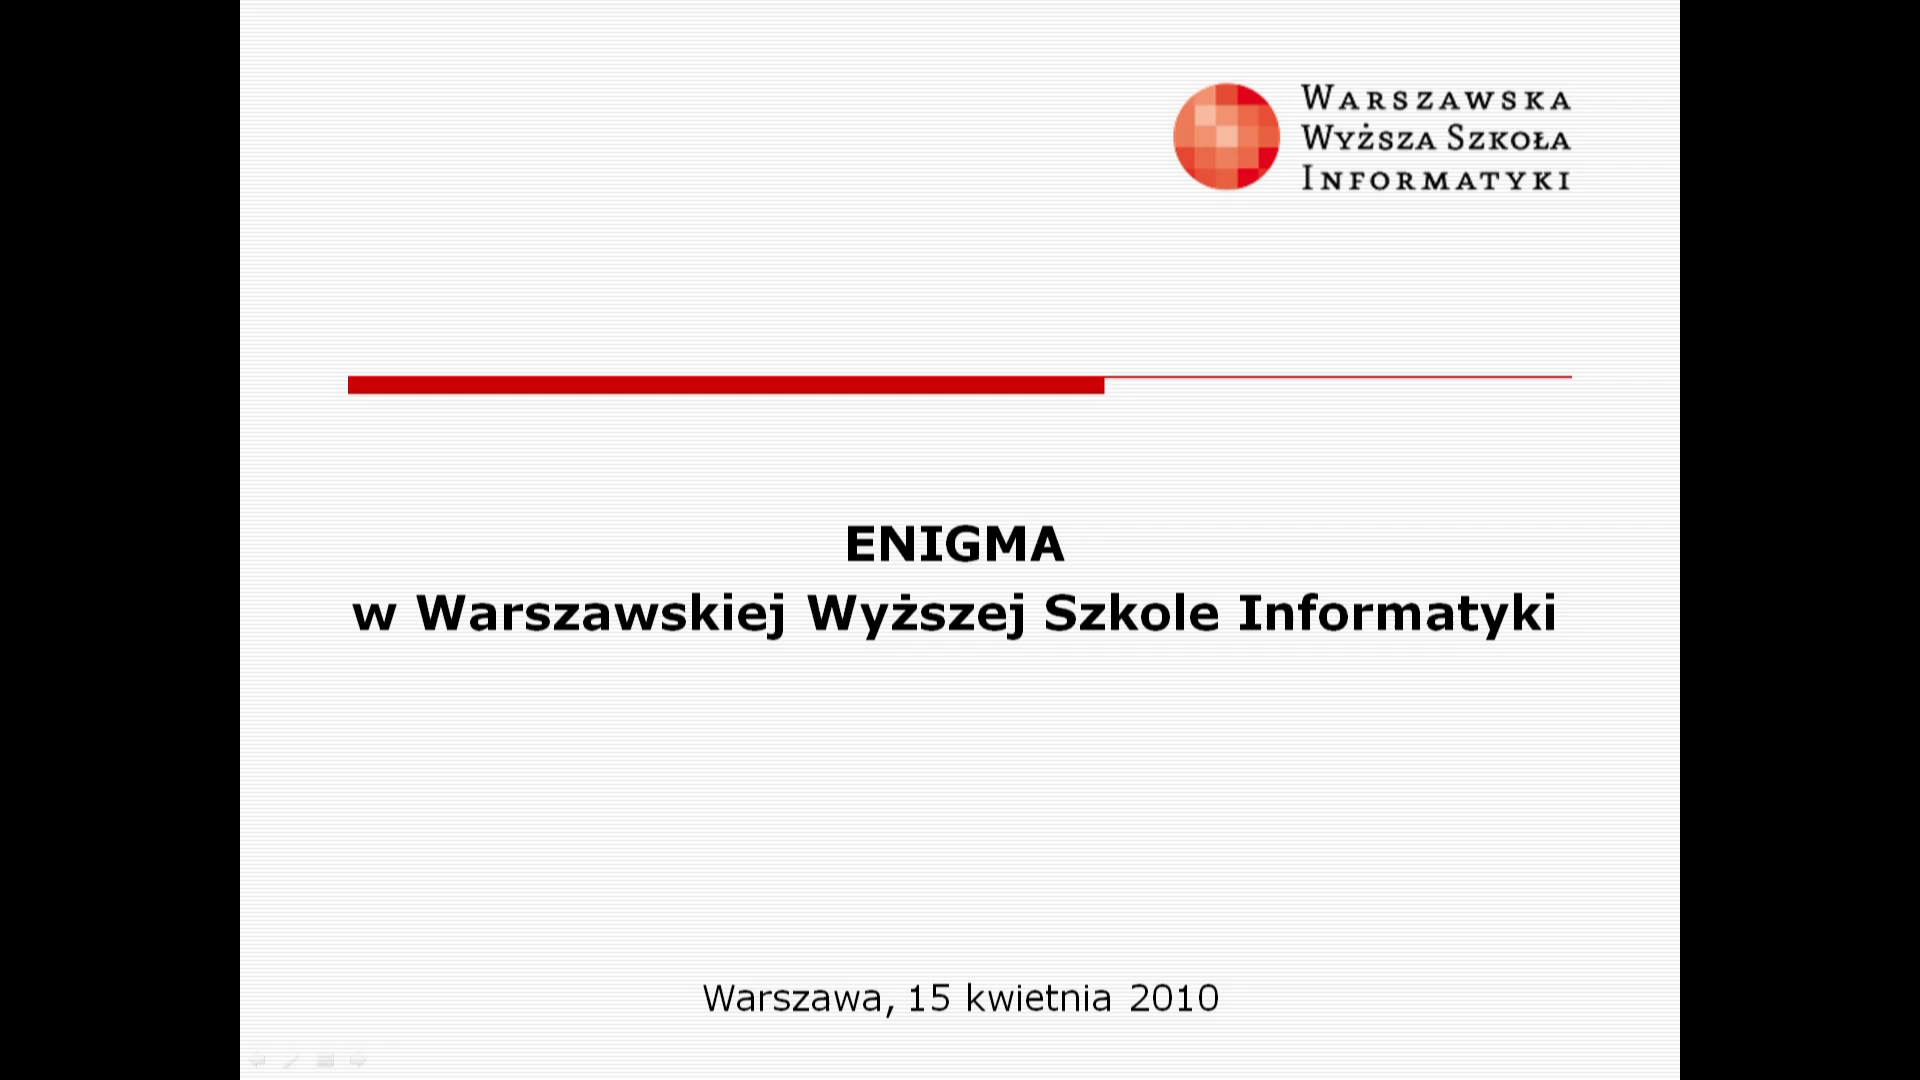 WARSZAWSKA
WYŻSZA SZKOŁA
INFORMATYKI
ENIGMA
w Warszawskiej Wyższej Szkole Informatyki
Warszawa, 15 kwietnia 2010